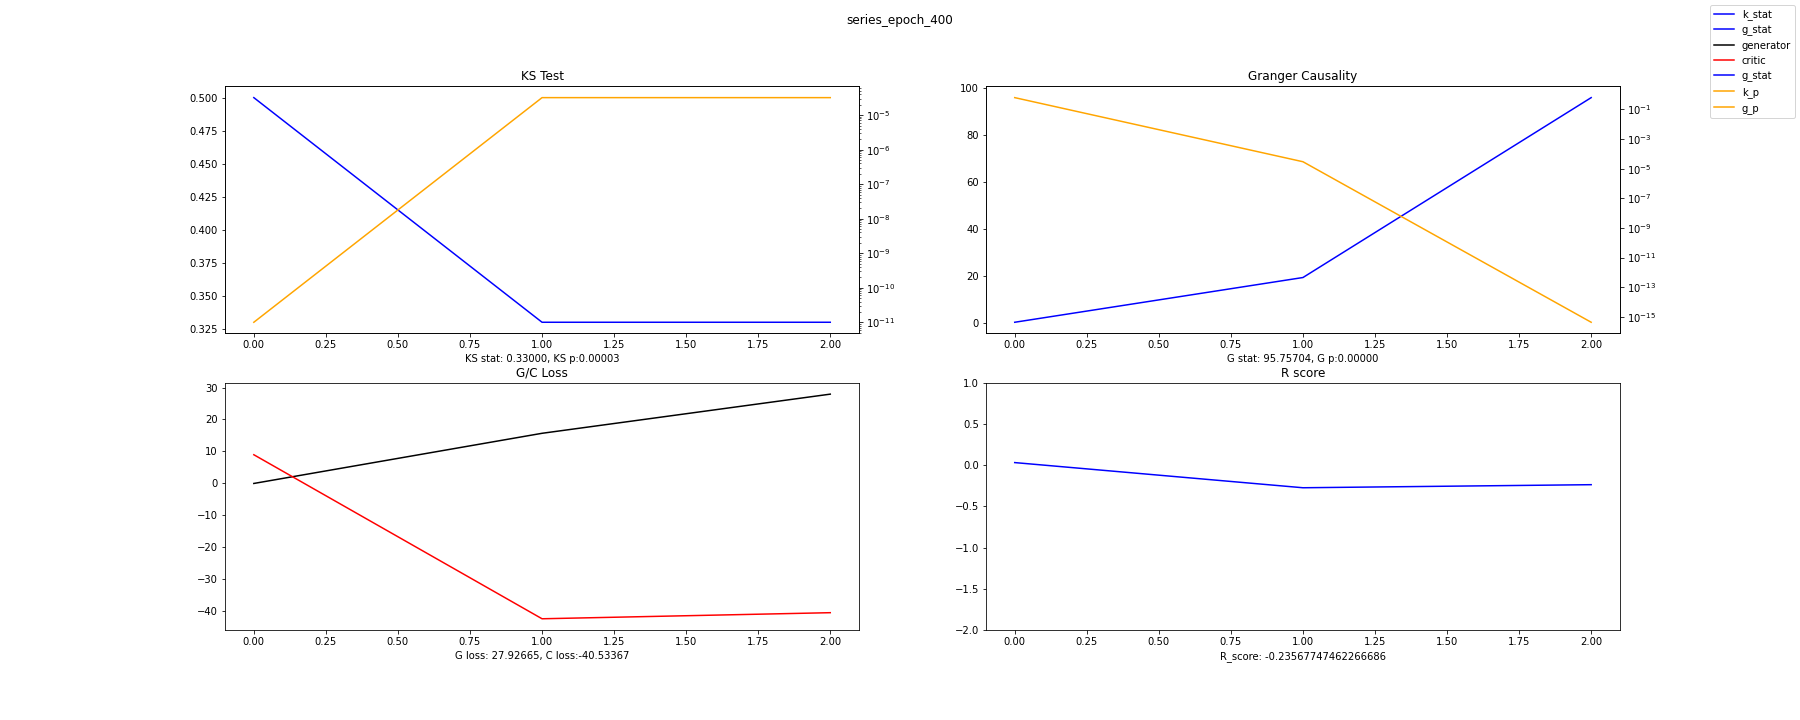 series_epoch_400
k_stat
g_stat
generator
critic
g_stat
k_p
g_p
KS Test
0.500
0.475
0.450
0.425
0.400
0.375
0.350
0.325
10⁻⁵
10⁻⁶
10⁻⁷
10⁻⁸
10⁻⁹
10⁻¹⁰
10⁻¹¹
0.00 0.25 0.50 0.75 1.00 1.25 1.50 1.75 2.00
KS stat: 0.33000, KS p:0.00003
Granger Causality
100
80
60
40
20
0
10⁻¹
10⁻³
10⁻⁵
10⁻⁷
10⁻⁹
10⁻¹¹
10⁻¹³
10⁻¹⁵
0.00 0.25 0.50 0.75 1.00 1.25 1.50 1.75 2.00
G stat: 95.75704, G p:0.00000
G/C Loss
30
20
10
0
−10
−20
−30
−40
0.00 0.25 0.50 0.75 1.00 1.25 1.50 1.75 2.00
G loss: 27.92665, C loss:-40.53367
R score
1.0
0.5
0.0
−0.5
−1.0
−1.5
−2.0
0.00 0.25 0.50 0.75 1.00 1.25 1.50 1.75 2.00
R_score: -0.23567747462266686